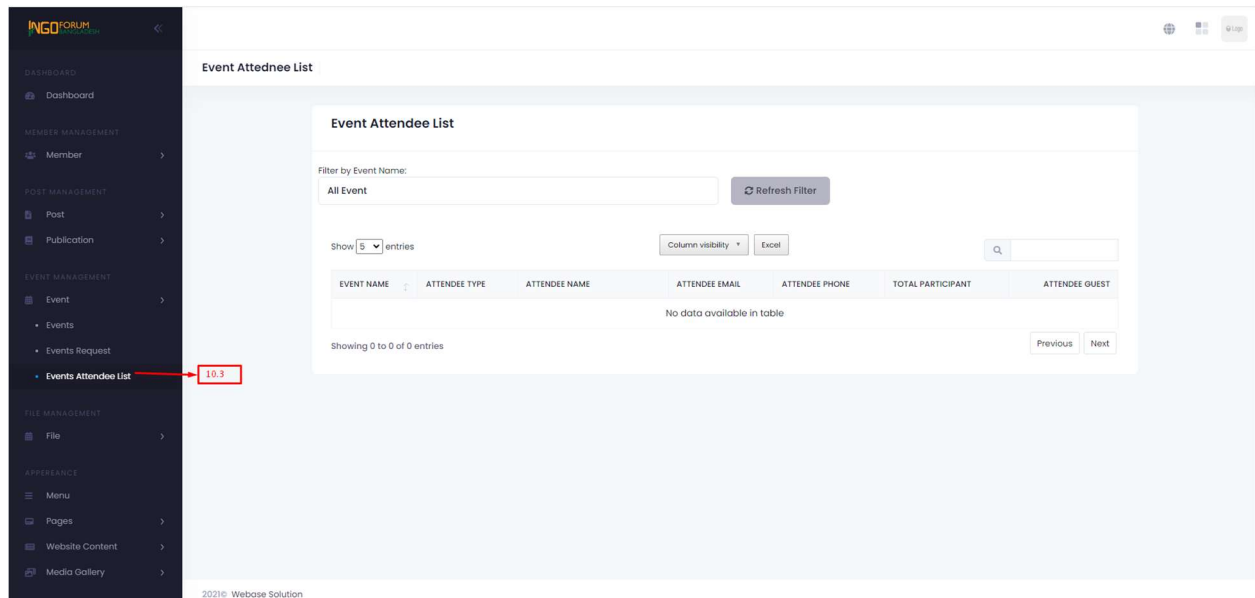 INGO FORUM
BANGLADESH
Logo
Event Attednee List
DASHBOARD
Dashboard
MEMBER MANAGEMENT
Member
POST MANAGEMENT
Post
Publication
EVENT MANAGEMENT
Event
Events
Events Request
Events Attendee List
10.3
FILE MANAGEMENT
File
APPEREANCE
Menu
Pages
Website Content
Media Gallery
Event Attendee List
Filter by Event Name:
All Event Refresh Filter
Show 5 entries Column visibility Excel
EVENT NAME ATTENDEE TYPE ATTENDEE NAME ATTENDEE EMAIL ATTENDEE PHONE TOTAL PARTICIPANT ATTENDEE GUEST
No data available in table
Showing 0 to 0 of 0 entries Previous Next
2021© Webase Solution